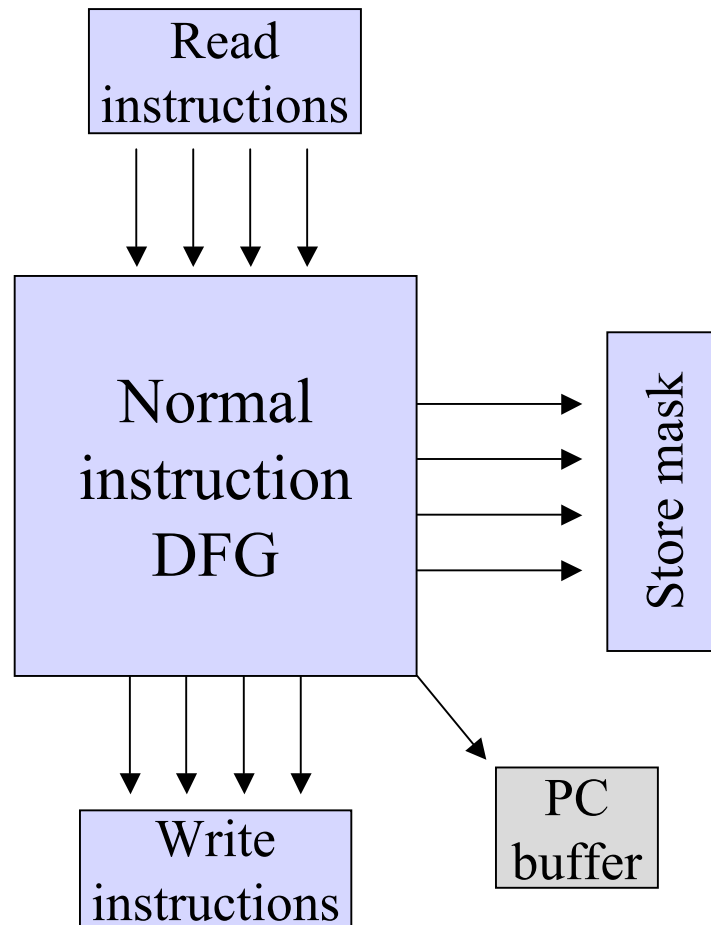 Read
instructions
Normal
instruction
DFG
Store mask
PC
buffer
Write
instructions